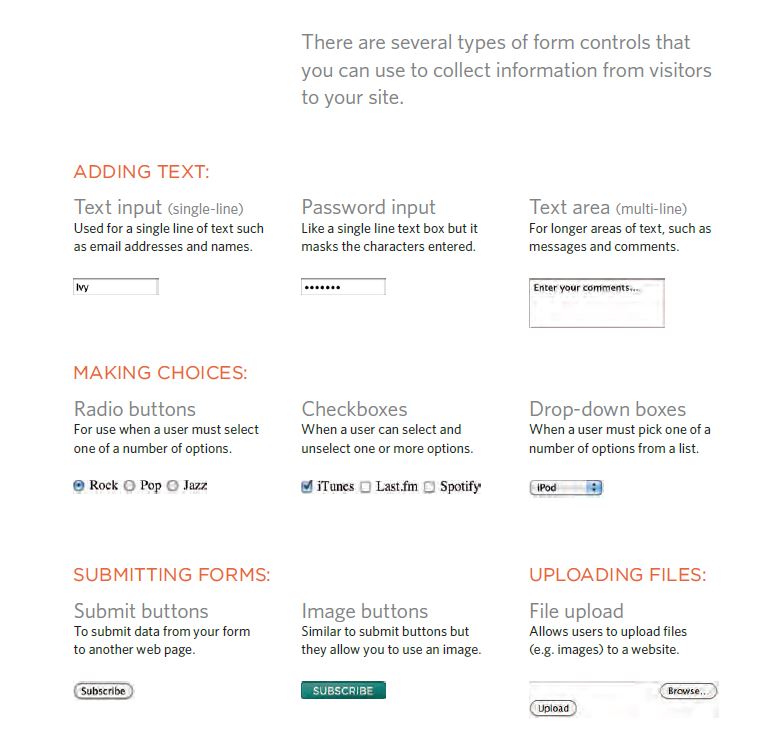 There are several types of form controls that
you can use to collect information from visitors
to your site.
ADDING TEXT:
Text input (single-line)
Used for a single line of text such
as email addresses and names.
Ivy
Password input
Like a single line text box but it
masks the characters entered.
•••••••
Text area (multi-line)
For longer areas of text, such as
messages and comments.
Enter your comments...
MAKING CHOICES:
Radio buttons
For use when a user must select
one of a number of options.
Rock Pop Jazz
Checkboxes
When a user can select and
unselect one or more options.
iTunes Last.fm Spotify
Drop-down boxes
When a user must pick one of a
number of options from a list.
iPod
SUBMITTING FORMS:
Submit buttons
To submit data from your form
to another web page.
Subscribe
Image buttons
Similar to submit buttons but
they allow you to use an image.
SUBSCRIBE
UPLOADING FILES:
File upload
Allows users to upload files
(e.g. images) to a website.
Browse...
Upload